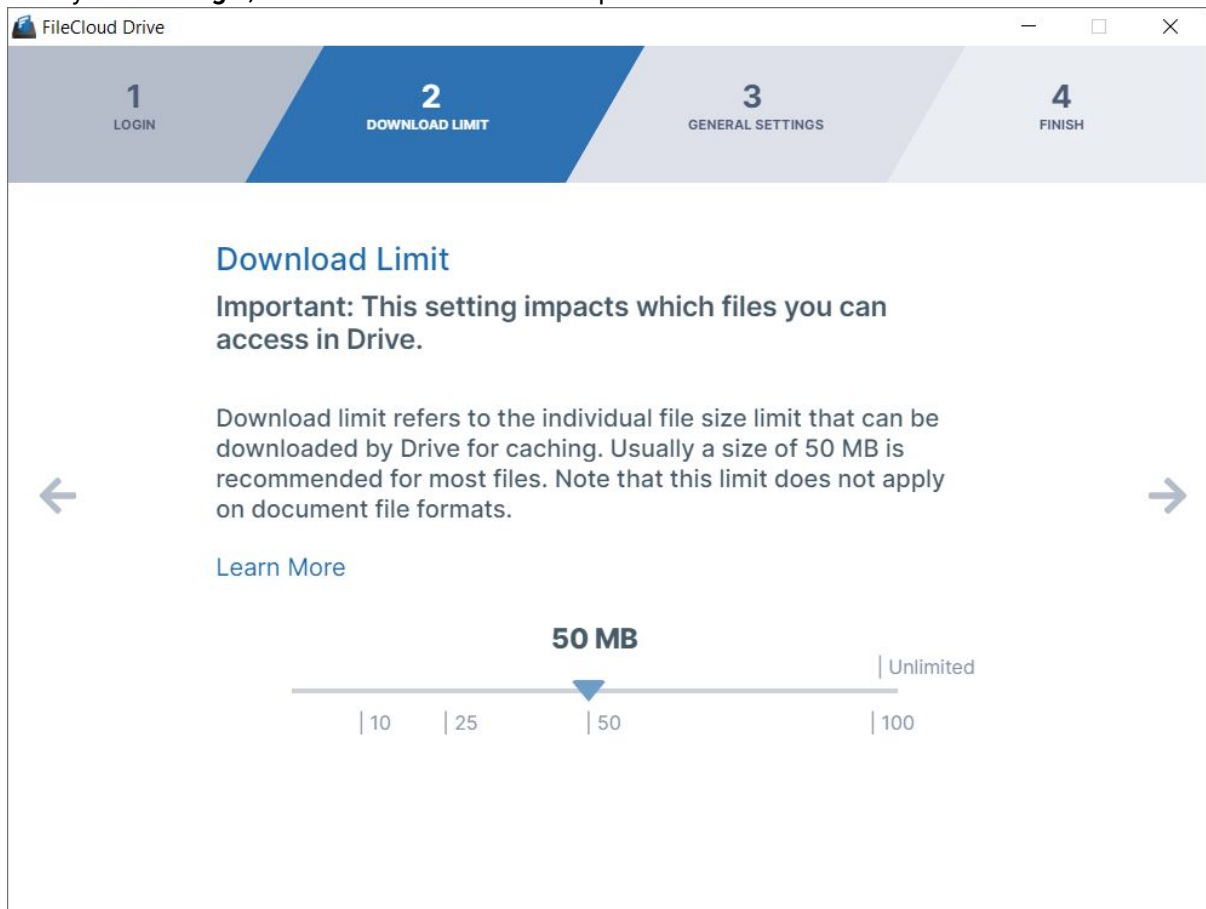 FileCloud Drive
1
LOGIN
2
DOWNLOAD LIMIT
3
GENERAL SETTINGS
4
FINISH
Download Limit
Important: This setting impacts which files you can
access in Drive.
Download limit refers to the individual file size limit that can be
downloaded by Drive for caching. Usually a size of 50 MB is
recommended for most files. Note that this limit does not apply
on document file formats.
Learn More
50 MB
| Unlimited
| 10 | 25 | 50 | 100